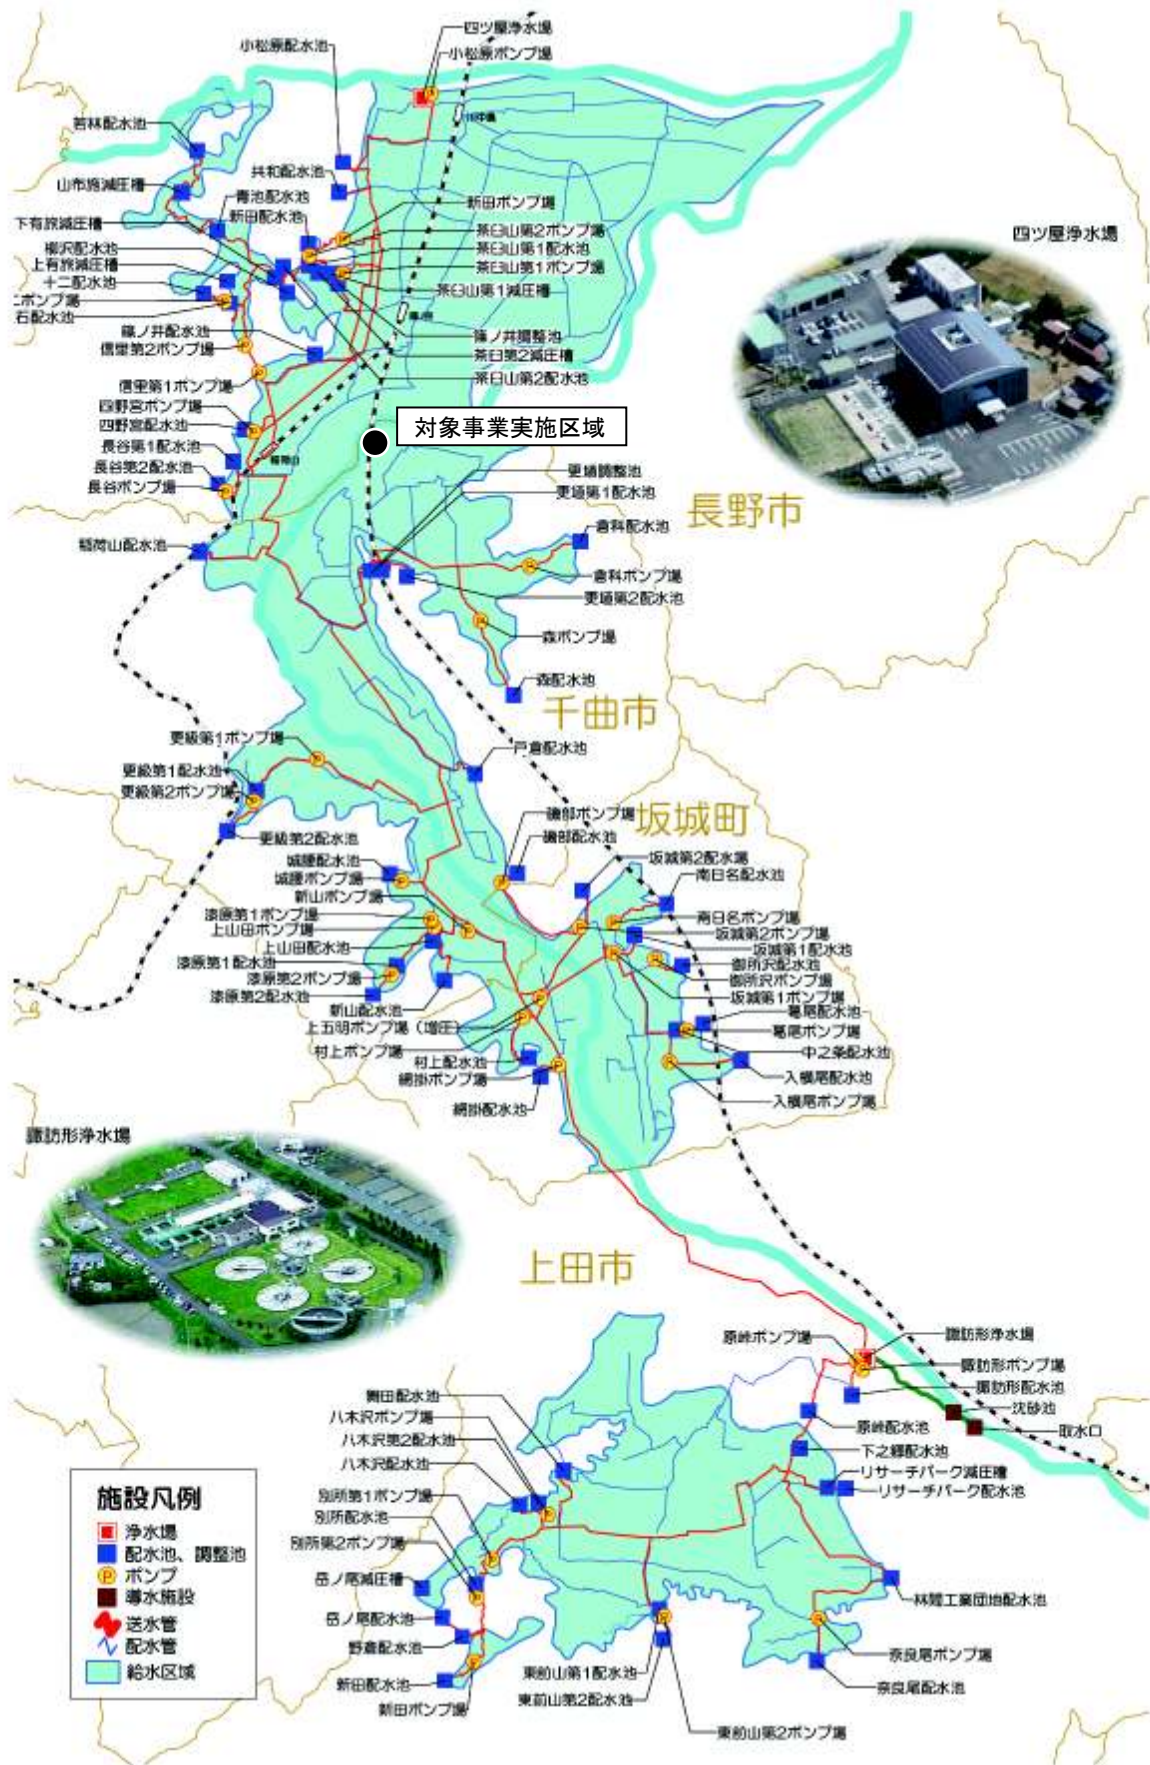 四ツ屋浄水場
小松原ポンプ場
小松原配水池
若林配水池
山布施減圧槽
共和配水池
青池配水池
新田配水池
新田ポンプ場
下有旅減圧槽
茶臼山第2ポンプ場
茶臼山第1配水池
茶臼山第1ポンプ場
茶臼山第1減圧槽
柳沢配水池
上有旅減圧槽
十二配水池
二ポンプ場
石配水池
篠ノ井配水池
信里第2ポンプ場
篠ノ井調整池
茶臼第2減圧槽
茶臼山第2配水池
信里第1ポンプ場
四野宮ポンプ場
四野宮配水池
長谷第1配水池
長谷第2配水池
長谷ポンプ場
稲荷山配水池
対象事業実施区域
四ツ屋浄水場
長野市
更埴調整池
更埴第1配水池
倉科配水池
倉科ポンプ場
更埴第2配水池
森ポンプ場
森配水池
千曲市
戸倉配水池
更級第1ポンプ場
更級第1配水池
更級第2ポンプ場
更級第2配水池
坂城町
磯部ポンプ場
磯部配水池
坂城第2配水場
南日名配水池
城腰配水池
城腰ポンプ場
新山ポンプ場
漆原第1ポンプ場
上山田ポンプ場
上山田配水池
漆原第1配水池
漆原第2ポンプ場
漆原第2配水池
新山配水池
南日名ポンプ場
坂城第2ポンプ場
坂城第1配水池
御所沢配水池
御所沢ポンプ場
坂城第1ポンプ場
葛尾配水池
葛尾ポンプ場
中之条配水池
入横尾配水池
入横尾ポンプ場
上五明ポンプ場（増圧）
村上ポンプ場
村上配水池
網掛ポンプ場
網掛配水池
諏訪形浄水場
上田市
原峠ポンプ場
諏訪形浄水場
諏訪形ポンプ場
諏訪形配水池
沈砂池
取水口
原峠配水池
下之郷配水池
リサーチパーク減圧槽
リサーチパーク配水池
舞田配水池
八木沢ポンプ場
八木沢第2配水池
八木沢配水池
別所第1ポンプ場
別所配水池
別所第2ポンプ場
岳ノ尾減圧槽
岳ノ尾配水池
野倉配水池
新田配水池
新田ポンプ場
東前山第1配水池
東前山第2配水池
東前山第2ポンプ場
林間工業団地配水池
奈良尾ポンプ場
奈良尾配水池
施設凡例
浄水場
配水池、調整池
P ポンプ
導水施設
送水管
配水管
給水区域